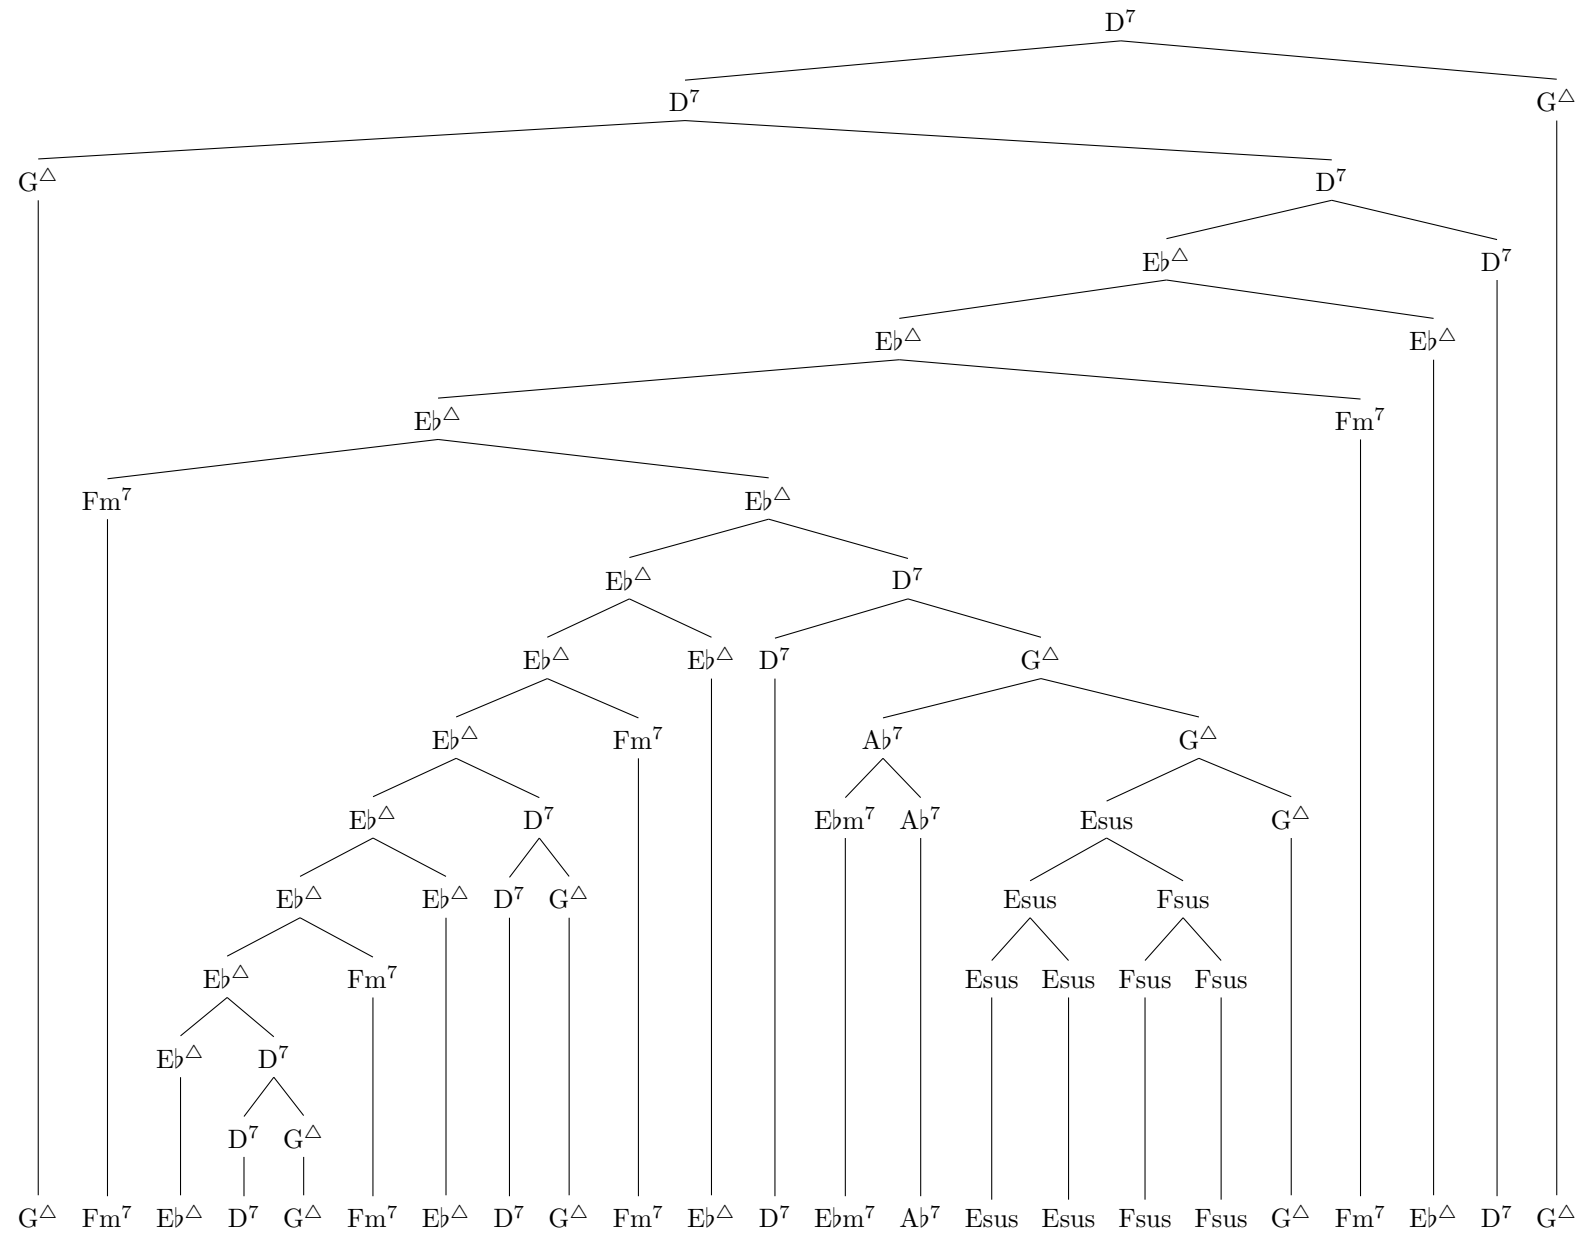 D⁷
D⁷ G△
G△ D⁷
E♭△ D⁷
E♭△ E♭△
E♭△ Fm⁷
Fm⁷ E♭△
E♭△ D⁷
E♭△ E♭△ D⁷ G△
E♭△ Fm⁷ A♭⁷ G△
E♭△ D⁷ E♭m⁷ A♭⁷ Esus G△
E♭△ E♭△ D⁷ G△ Esus Fsus
E♭△ Fm⁷ Esus Esus Fsus Fsus
E♭△ D⁷
D⁷ G△
G△ Fm⁷ E♭△ D⁷ G△ Fm⁷ E♭△ D⁷ G△ Fm⁷ E♭△ D⁷ E♭m⁷ A♭⁷ Esus Esus Fsus Fsus G△ Fm⁷ E♭△ D⁷ G△